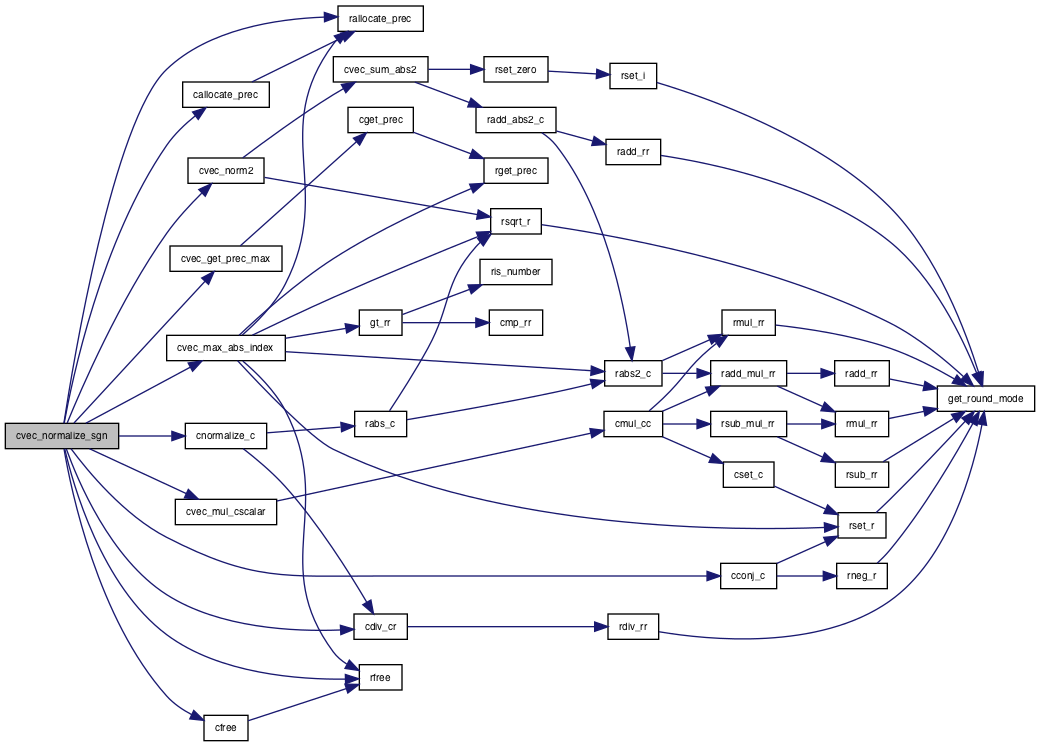 rallocate_prec
cvec_sum_abs2
rset_zero
rset_i
callocate_prec
cget_prec
radd_abs2_c
radd_rr
cvec_norm2
rget_prec
rsqrt_r
cvec_get_prec_max
ris_number
gt_rr
cmp_rr
rmul_rr
cvec_max_abs_index
rabs2_c
radd_mul_rr
radd_rr
get_round_mode
cvec_normalize_sgn
cnormalize_c
rabs_c
cmul_cc
rsub_mul_rr
rmul_rr
cset_c
rsub_rr
cvec_mul_cscalar
rset_r
cconj_c
rneg_r
cdiv_cr
rdiv_rr
rfree
cfree